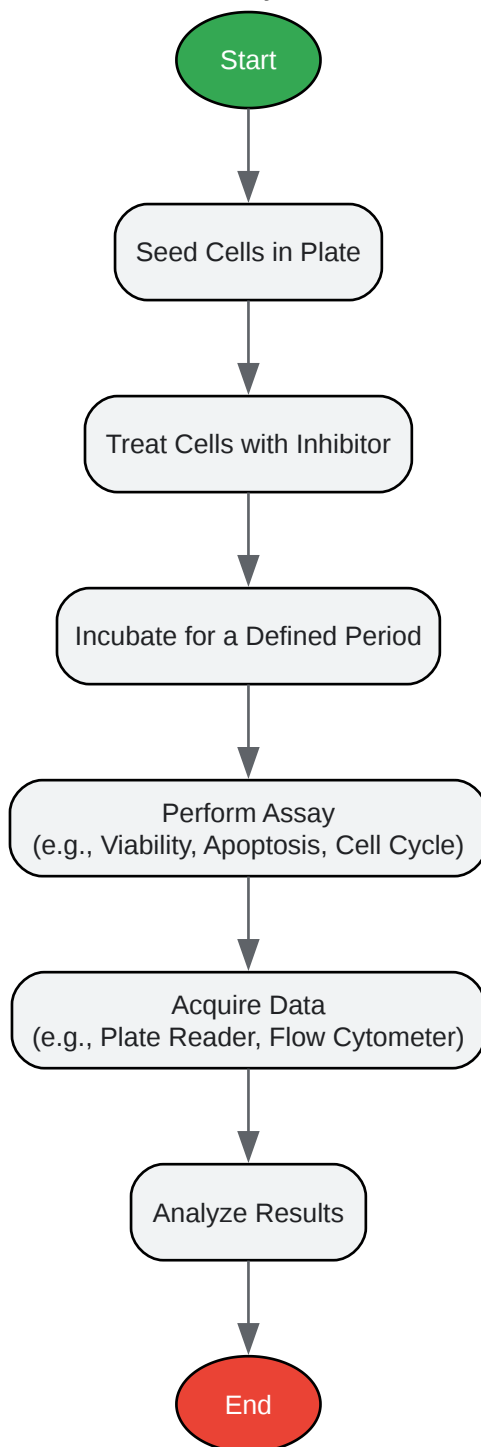 Start
Seed Cells in Plate
Treat Cells with Inhibitor
Incubate for a Defined Period
Perform Assay
(e.g., Viability, Apoptosis, Cell Cycle)
Acquire Data
(e.g., Plate Reader, Flow Cytometer)
Analyze Results
End